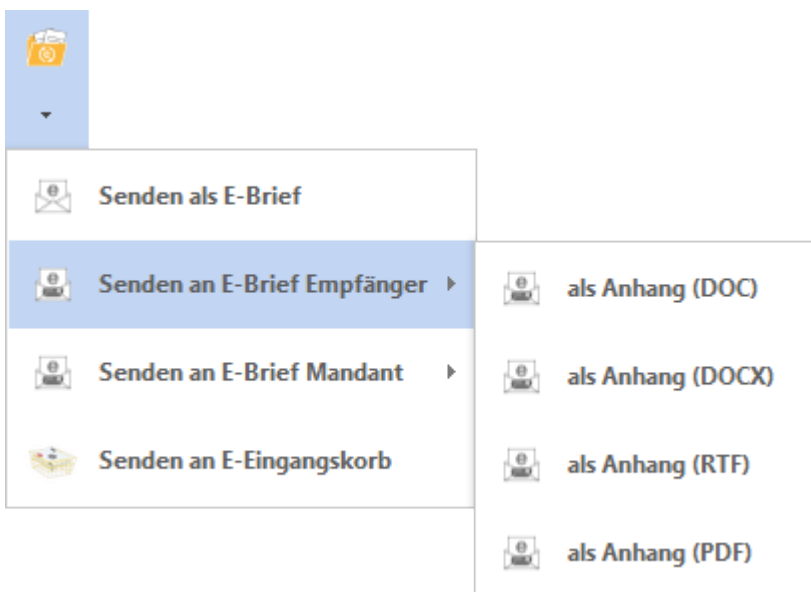 Senden als E-Brief
Senden an E-Brief Empfänger
als Anhang (DOC)
als Anhang (DOCX)
als Anhang (RTF)
als Anhang (PDF)
Senden an E-Brief Mandant
Senden an E-Eingangskorb